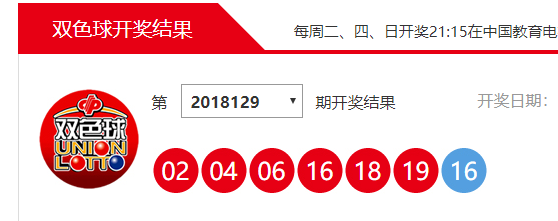 双色球开奖结果
每周二、四、日开奖21:15在中国教育电
第 2018129 期开奖结果 开奖日期:
双色球
UNION
LOTTO
02 04 06 16 18 19 16